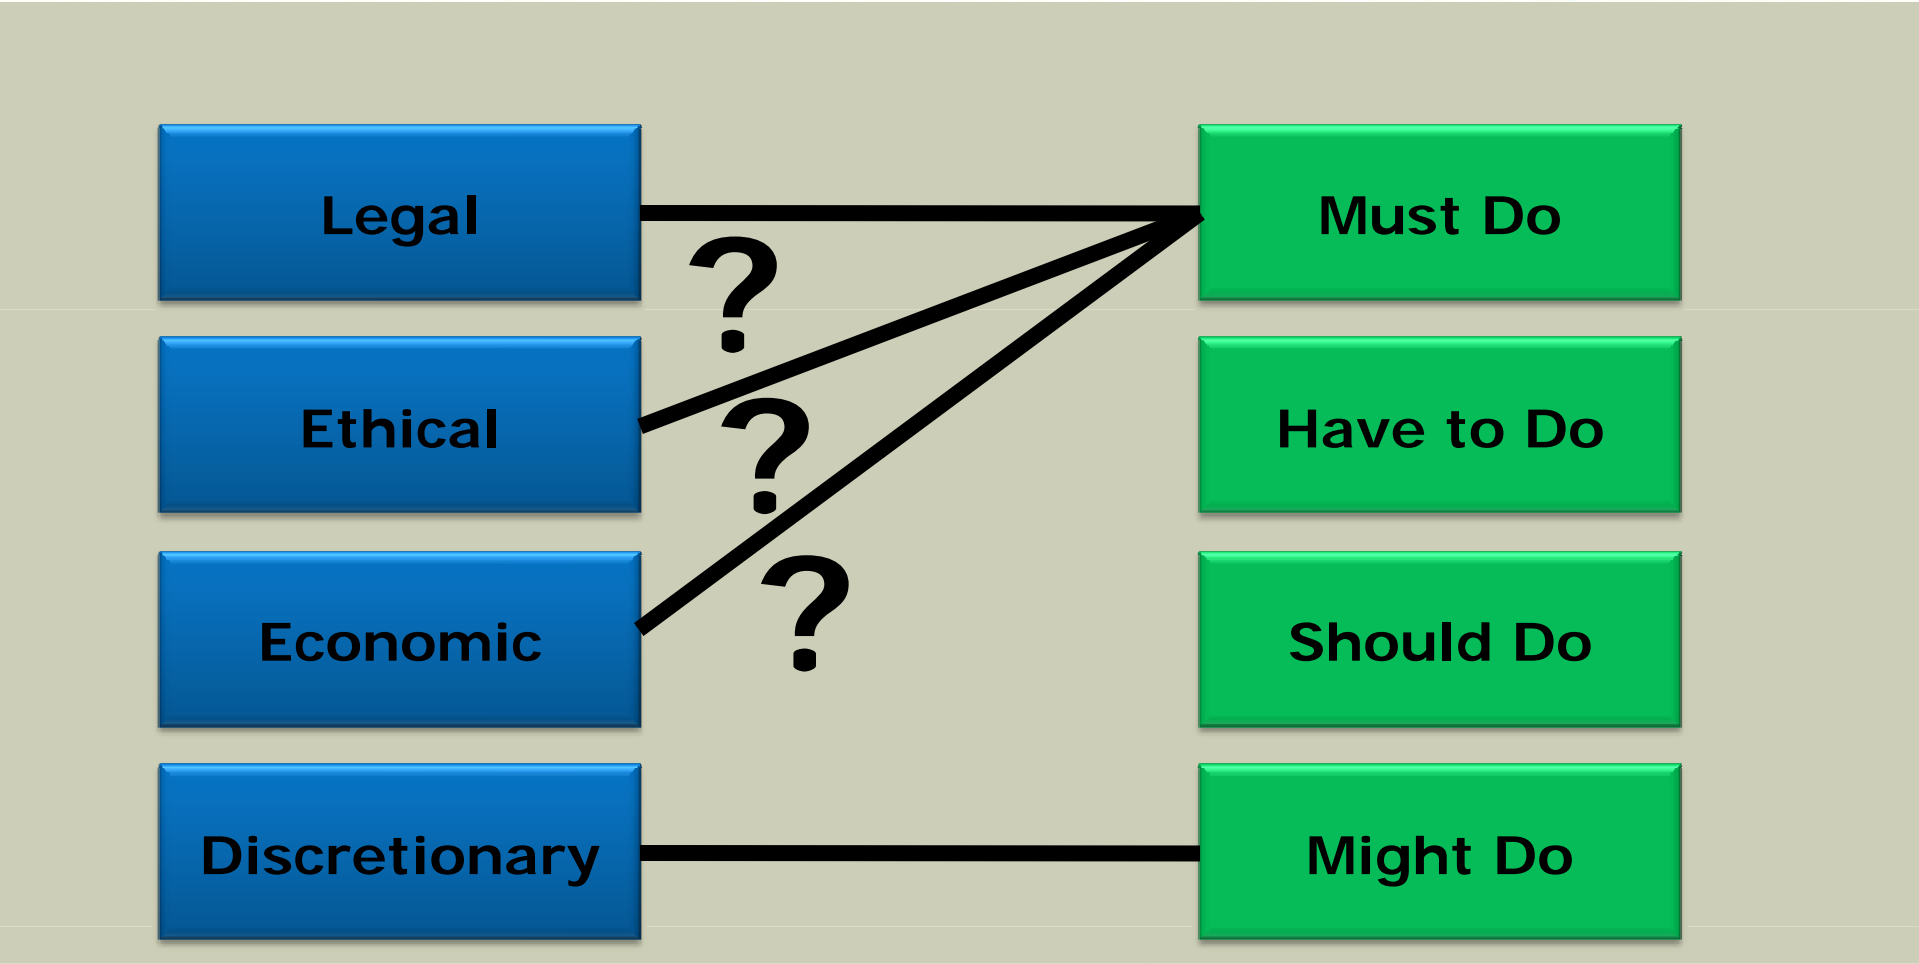 Legal
Must Do
?
Ethical
Have to Do
?
Economic
Should Do
?
Discretionary
Might Do